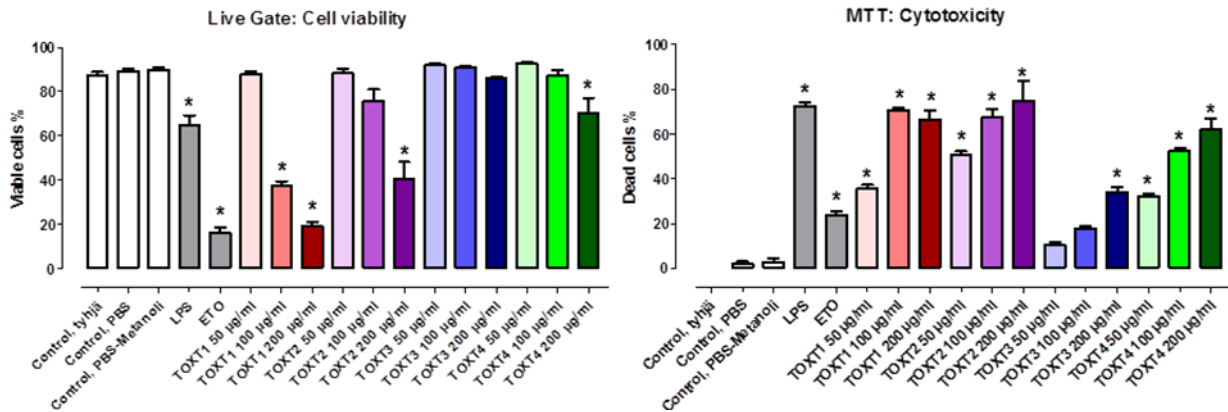 Live Gate: Cell viability
Viable cells %
100
80
60
40
20
0
*
*
*
*
*
*
Control, tyhjä
Control, PBS
Control, PBS-Metanoli
LPS
ETO
TOXT1 50 µg/ml
TOXT1 100 µg/ml
TOXT1 200 µg/ml
TOXT2 50 µg/ml
TOXT2 100 µg/ml
TOXT2 200 µg/ml
TOXT3 50 µg/ml
TOXT3 100 µg/ml
TOXT3 200 µg/ml
TOXT4 50 µg/ml
TOXT4 100 µg/ml
TOXT4 200 µg/ml
MTT: Cytotoxicity
Dead cells %
100
80
60
40
20
0
*
*
*
*
*
*
*
*
*
*
*
*
Control, tyhjä
Control, PBS
Control, PBS-Metanoli
LPS
ETO
TOXT1 50 µg/ml
TOXT1 100 µg/ml
TOXT1 200 µg/ml
TOXT2 50 µg/ml
TOXT2 100 µg/ml
TOXT2 200 µg/ml
TOXT3 50 µg/ml
TOXT3 100 µg/ml
TOXT3 200 µg/ml
TOXT4 50 µg/ml
TOXT4 100 µg/ml
TOXT4 200 µg/ml